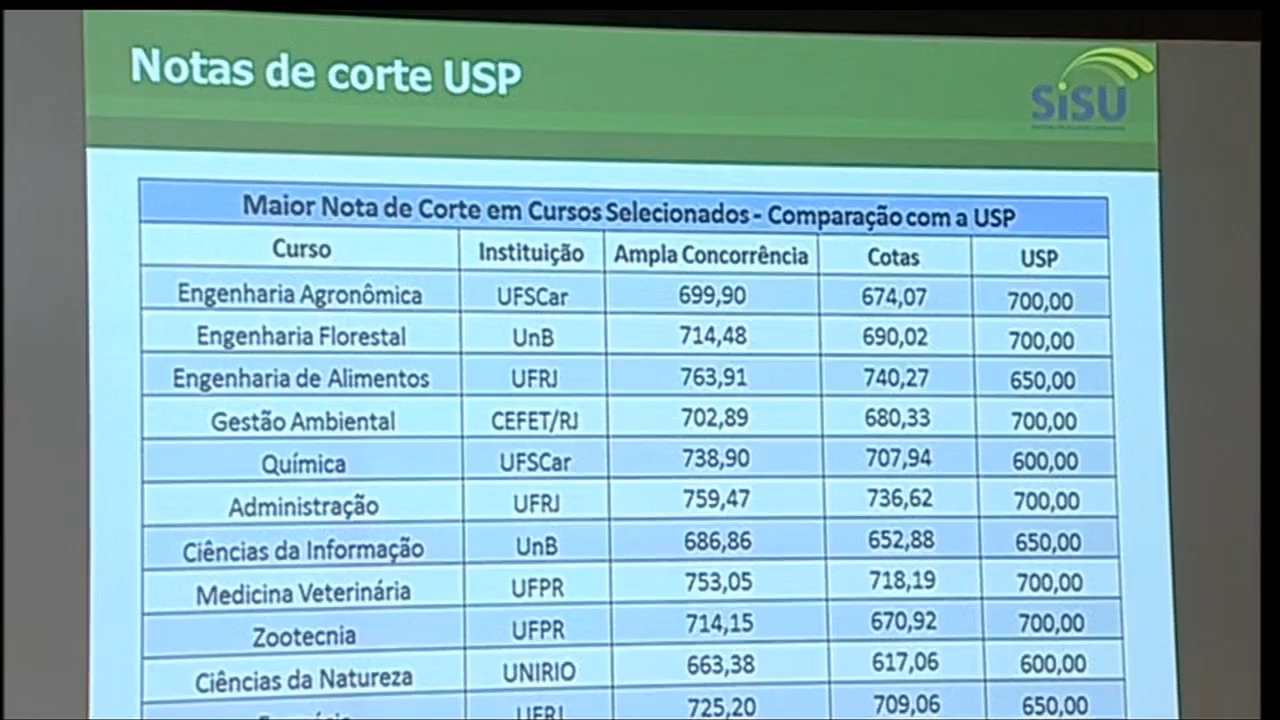 Notas de corte USP
SiSU
Maior Nota de Corte em Cursos Selecionados - Comparação com a USP
Curso Instituição Ampla Concorrência Cotas USP
Engenharia Agronômica UFSCar 699,90 674,07 700,00
Engenharia Florestal UnB 714,48 690,02 700,00
Engenharia de Alimentos UFRJ 763,91 740,27 650,00
Gestão Ambiental CEFET/RJ 702,89 680,33 700,00
Química UFSCar 738,90 707,94 600,00
Administração UFRJ 759,47 736,62 700,00
Ciências da Informação UnB 686,86 652,88 650,00
Medicina Veterinária UFPR 753,05 718,19 700,00
Zootecnia UFPR 714,15 670,92 700,00
Ciências da Natureza UNIRIO 663,38 617,06 600,00
UFRJ 725,20 709,06 650,00